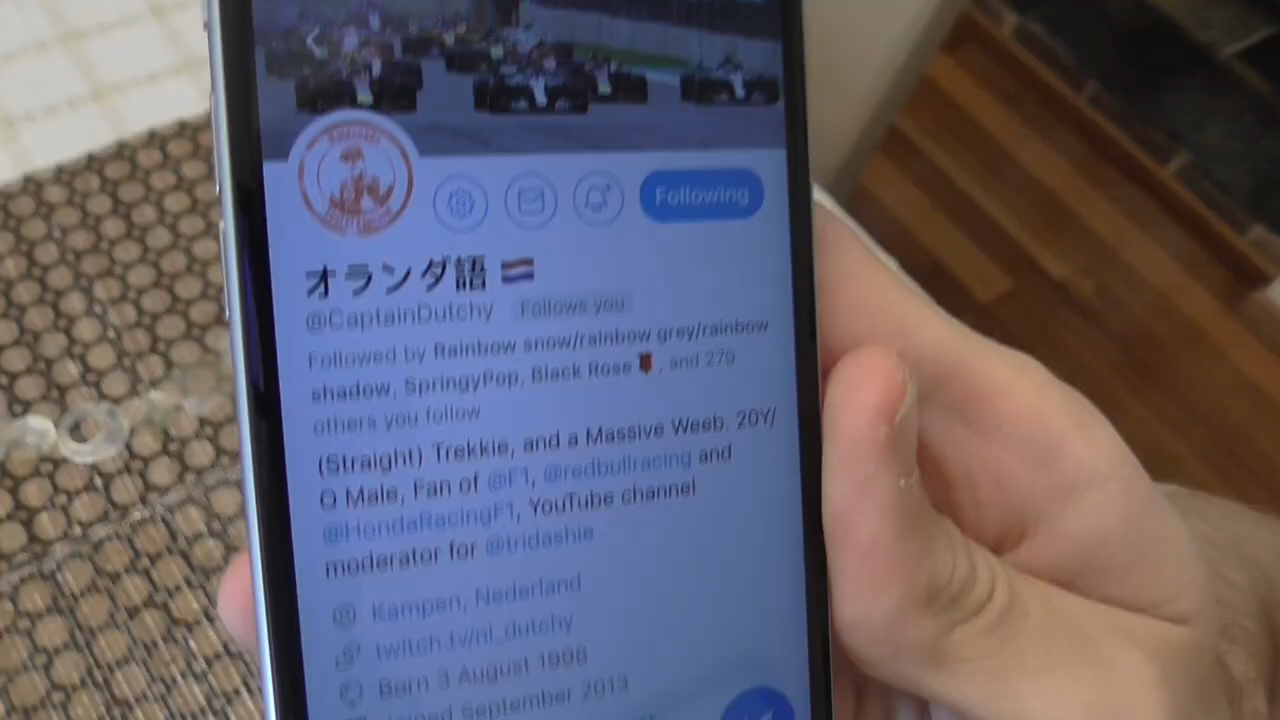 Following
オランダ語
@CaptainDutchy Follows you
Followed by Rainbow snow/rainbow grey/rainbow
shadow, SpringyPop, Black Rose, and 279
others you follow
(Straight) Trekkie, and a Massive Weeb. 20Y/
O Male, Fan of @F1, @redbullracing and
@HondaRacingF1, YouTube channel
moderator for @tridashie
Kampen, Nederland
twitch.tv/nl_dutchy
Born 3 August 1998
Joined September 2013